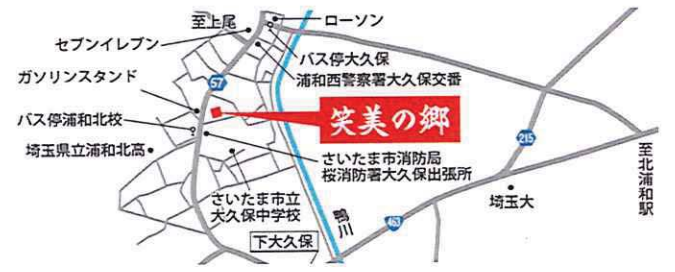 至上尾
ローソン
セブンイレブン
バス停大久保
浦和西警察署大久保交番
ガソリンスタンド
57
笑美の郷
バス停浦和北校
埼玉県立浦和北高
さいたま市消防局
桜消防署大久保出張所
215
至北浦和駅
さいたま市立
大久保中学校
埼玉大
鴨川
463
下大久保